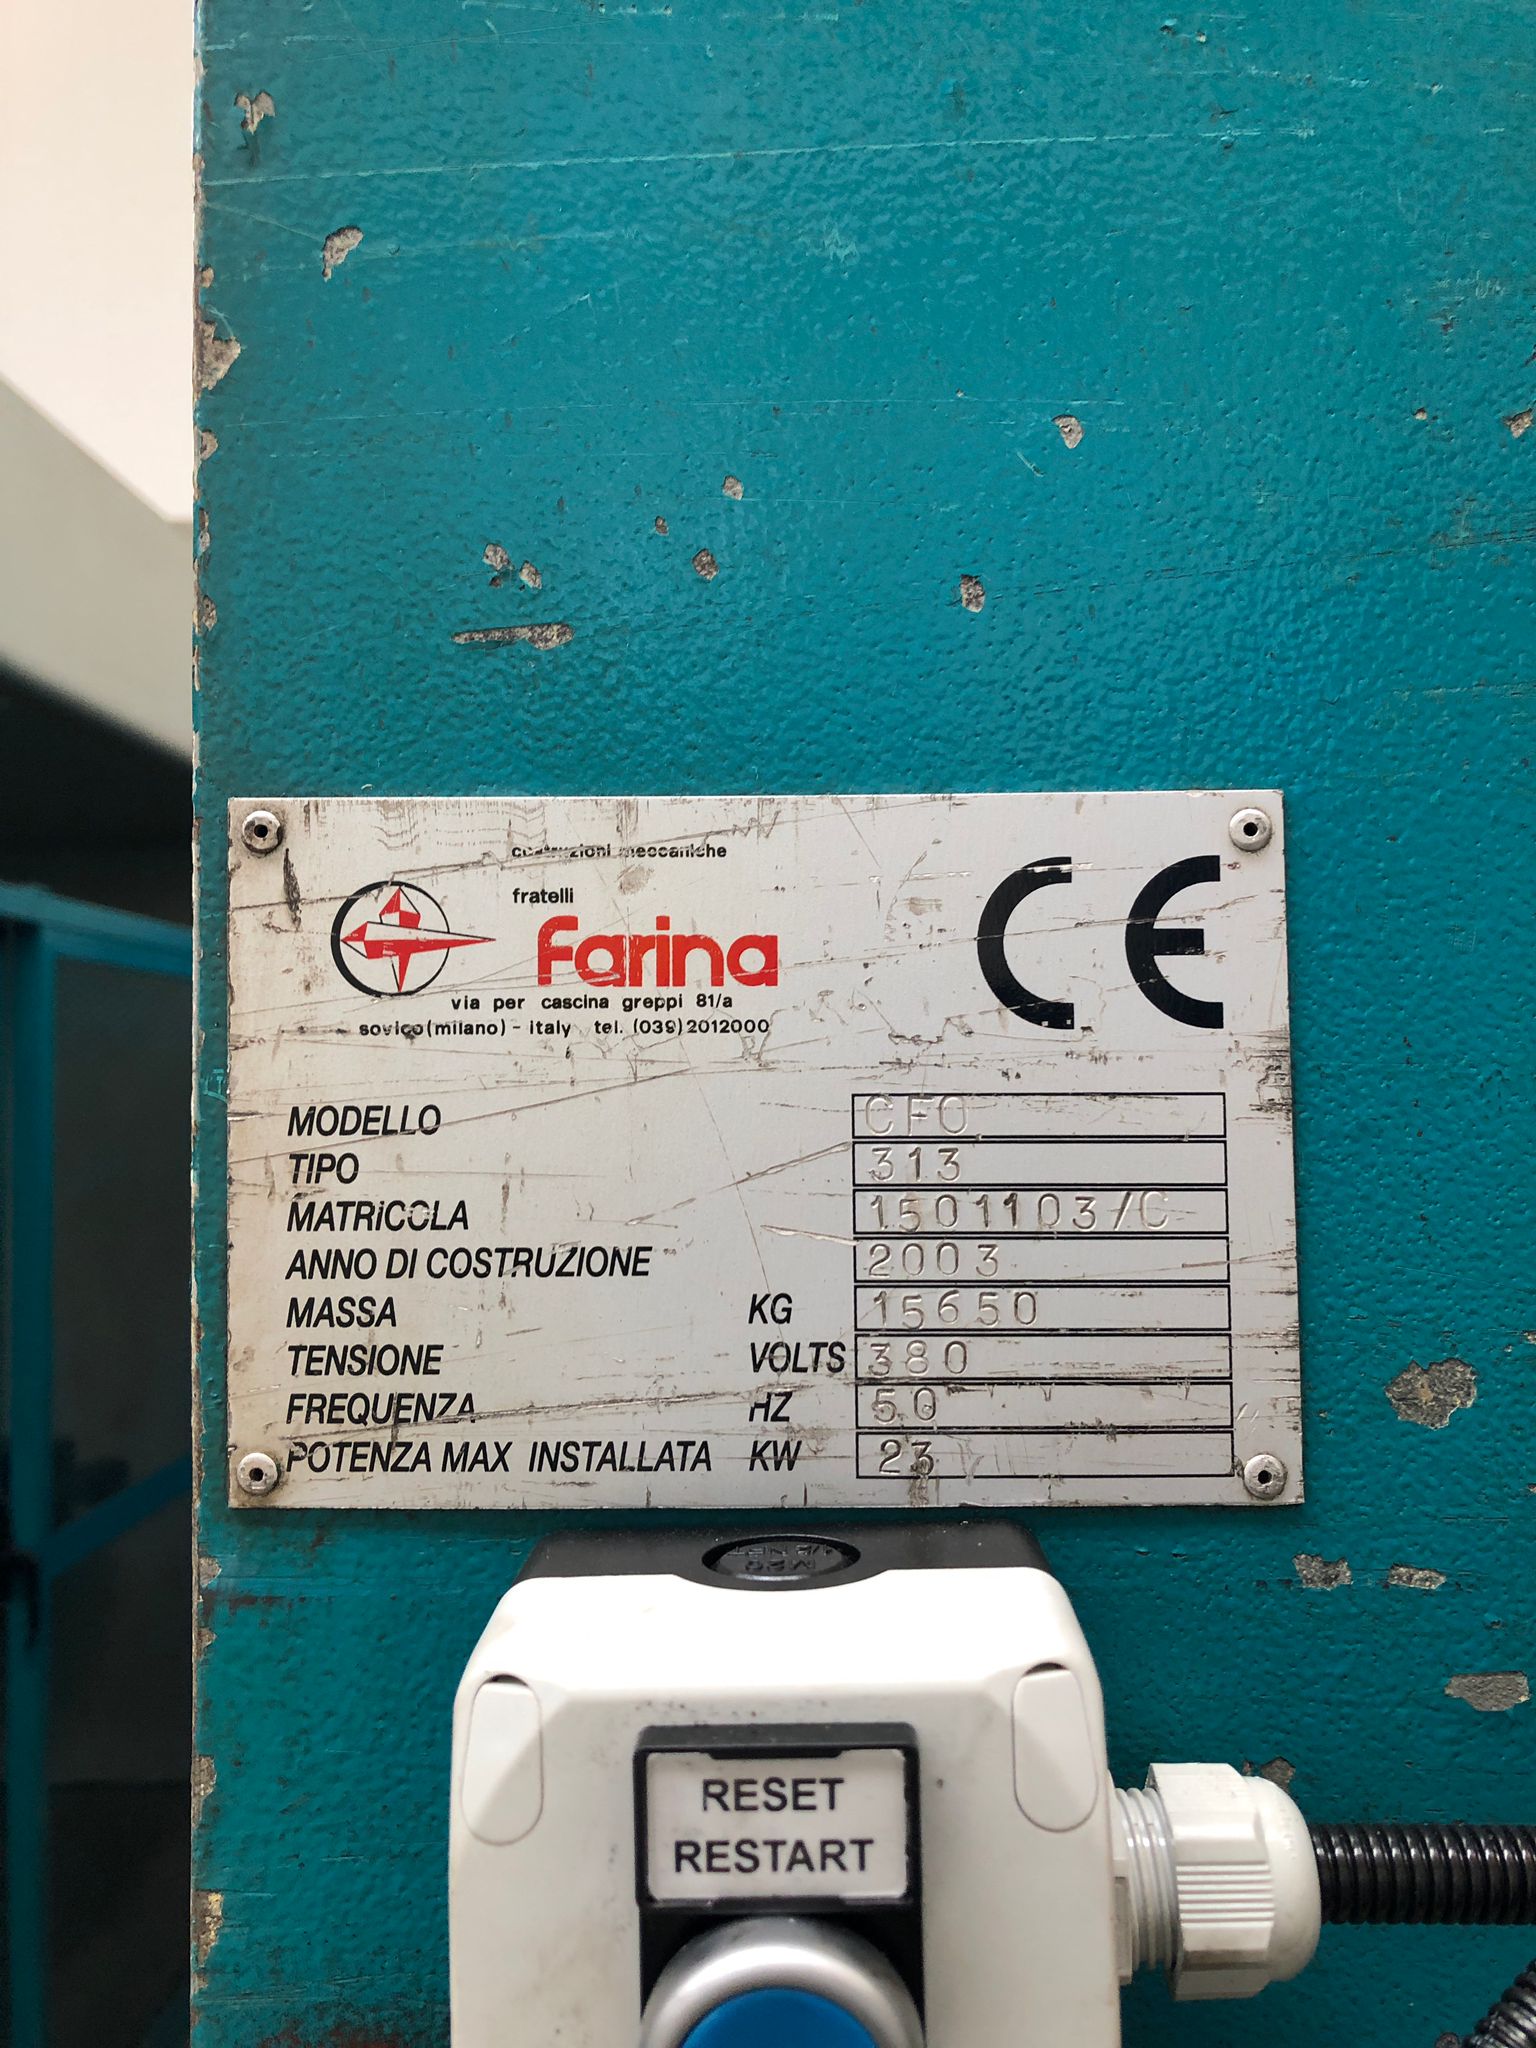 costruzioni meccaniche
fratelli
Farina
via per cascina greppi 81/a
sovico (milano) - italy tel. (039) 2012000
CE
MODELLO CFO
TIPO 313
MATRICOLA 1501103/C
ANNO DI COSTRUZIONE 2003
MASSA KG 15650
TENSIONE VOLTS 380
FREQUENZA HZ 50
POTENZA MAX INSTALLATA KW 23
RESET
RESTART